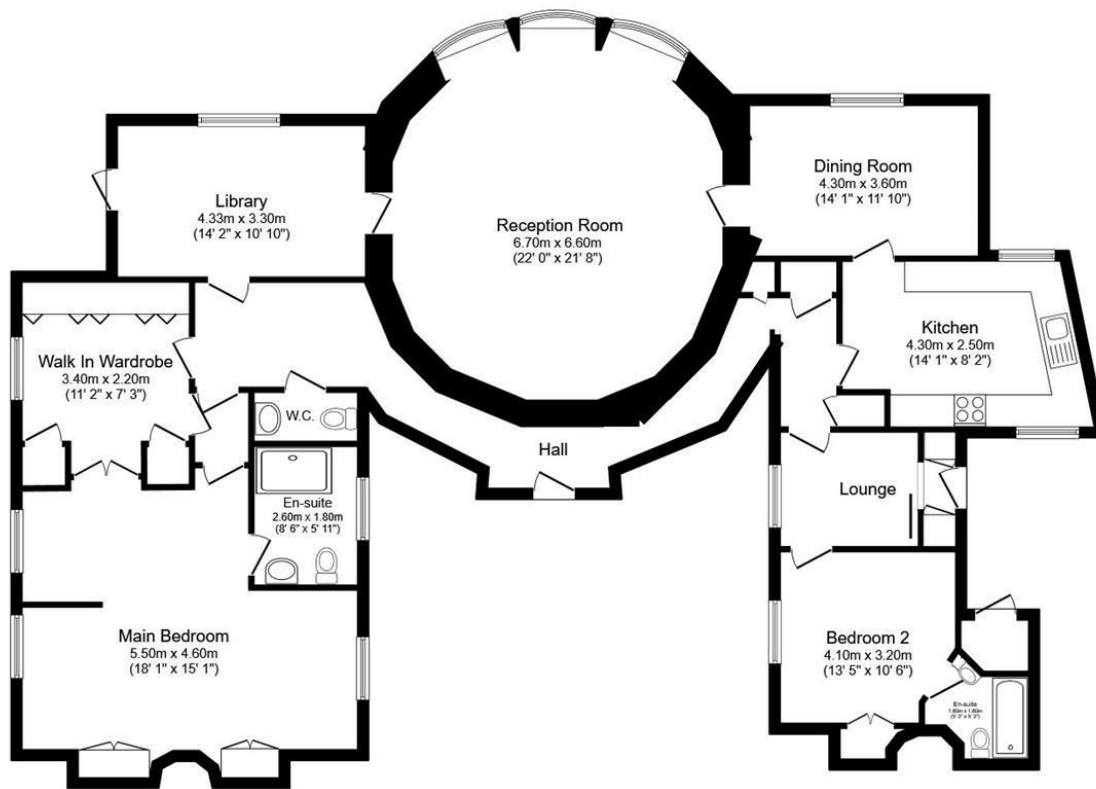 Library
4.33m x 3.30m
(14' 2" x 10' 10")
Reception Room
6.70m x 6.60m
(22' 0" x 21' 8")
Dining Room
4.30m x 3.60m
(14' 1" x 11' 10")
Kitchen
4.30m x 2.50m
(14' 1" x 8' 2")
Walk In Wardrobe
3.40m x 2.20m
(11' 2" x 7' 3")
W.C.
Hall
En-suite
2.60m x 1.80m
(8' 6" x 5' 11")
Lounge
Main Bedroom
5.50m x 4.60m
(18' 1" x 15' 1")
Bedroom 2
4.10m x 3.20m
(13' 5" x 10' 6")
En-suite